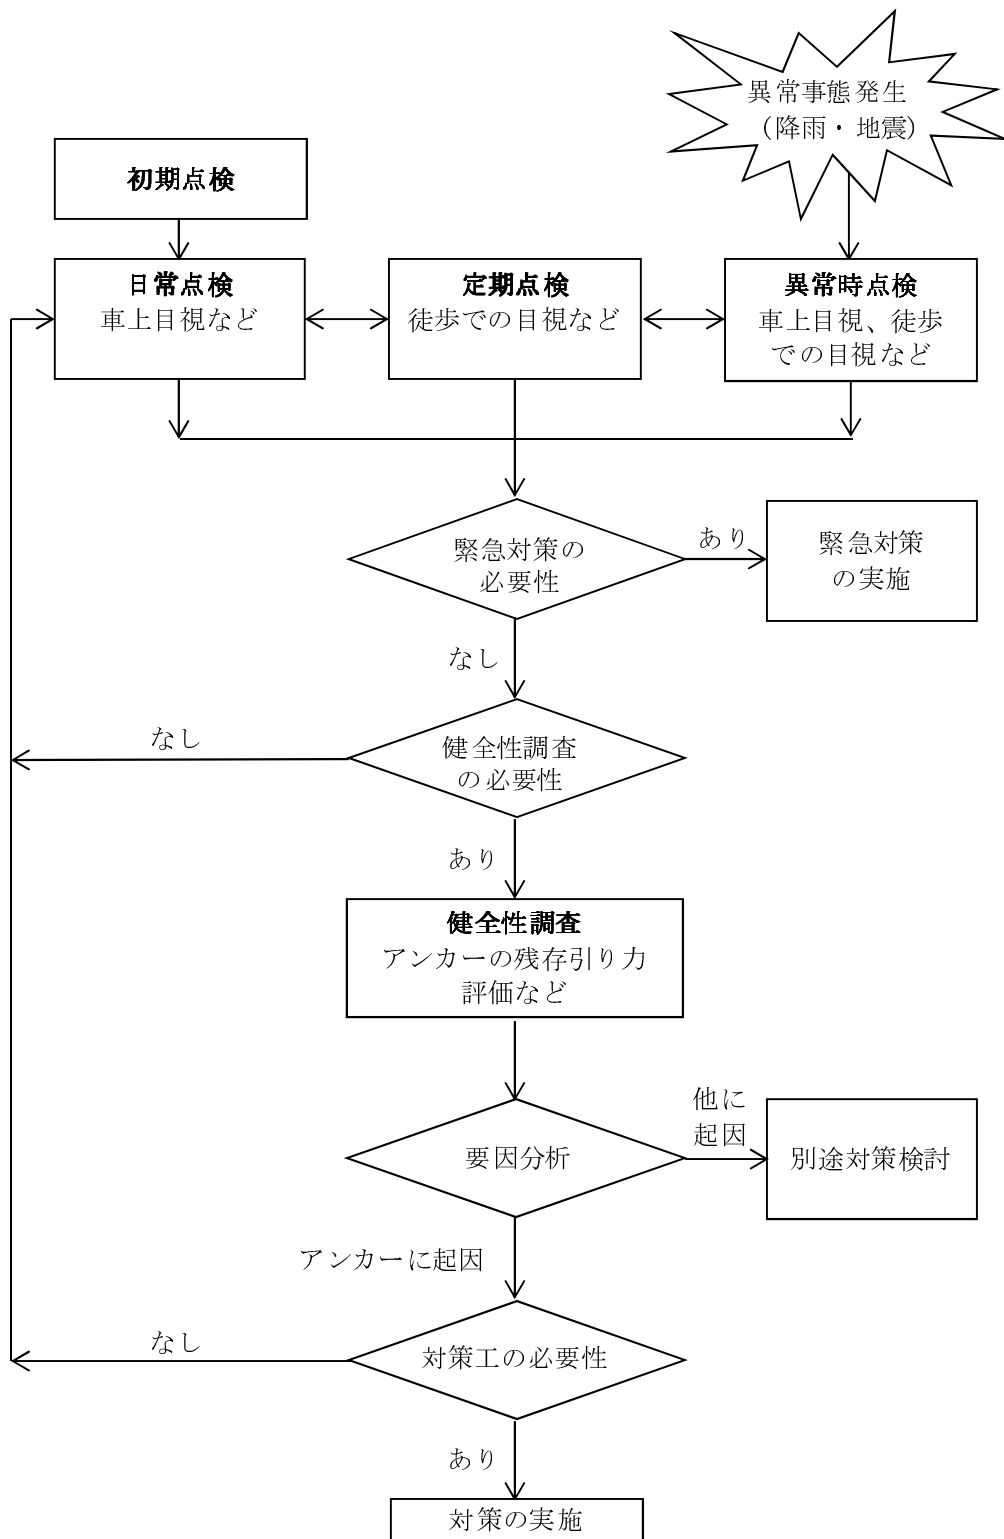 異常事態発生
（降雨・地震）
初期点検
日常点検
車上目視など
定期点検
徒歩での目視など
異常時点検
車上目視、徒歩
での目視など
緊急対策の
必要性
あり
緊急対策
の実施
なし
健全性調査
の必要性
なし
あり
健全性調査
アンカーの残存引り力
評価など
要因分析
他に
起因
別途対策検討
アンカーに起因
対策工の必要性
なし
あり
対策の実施